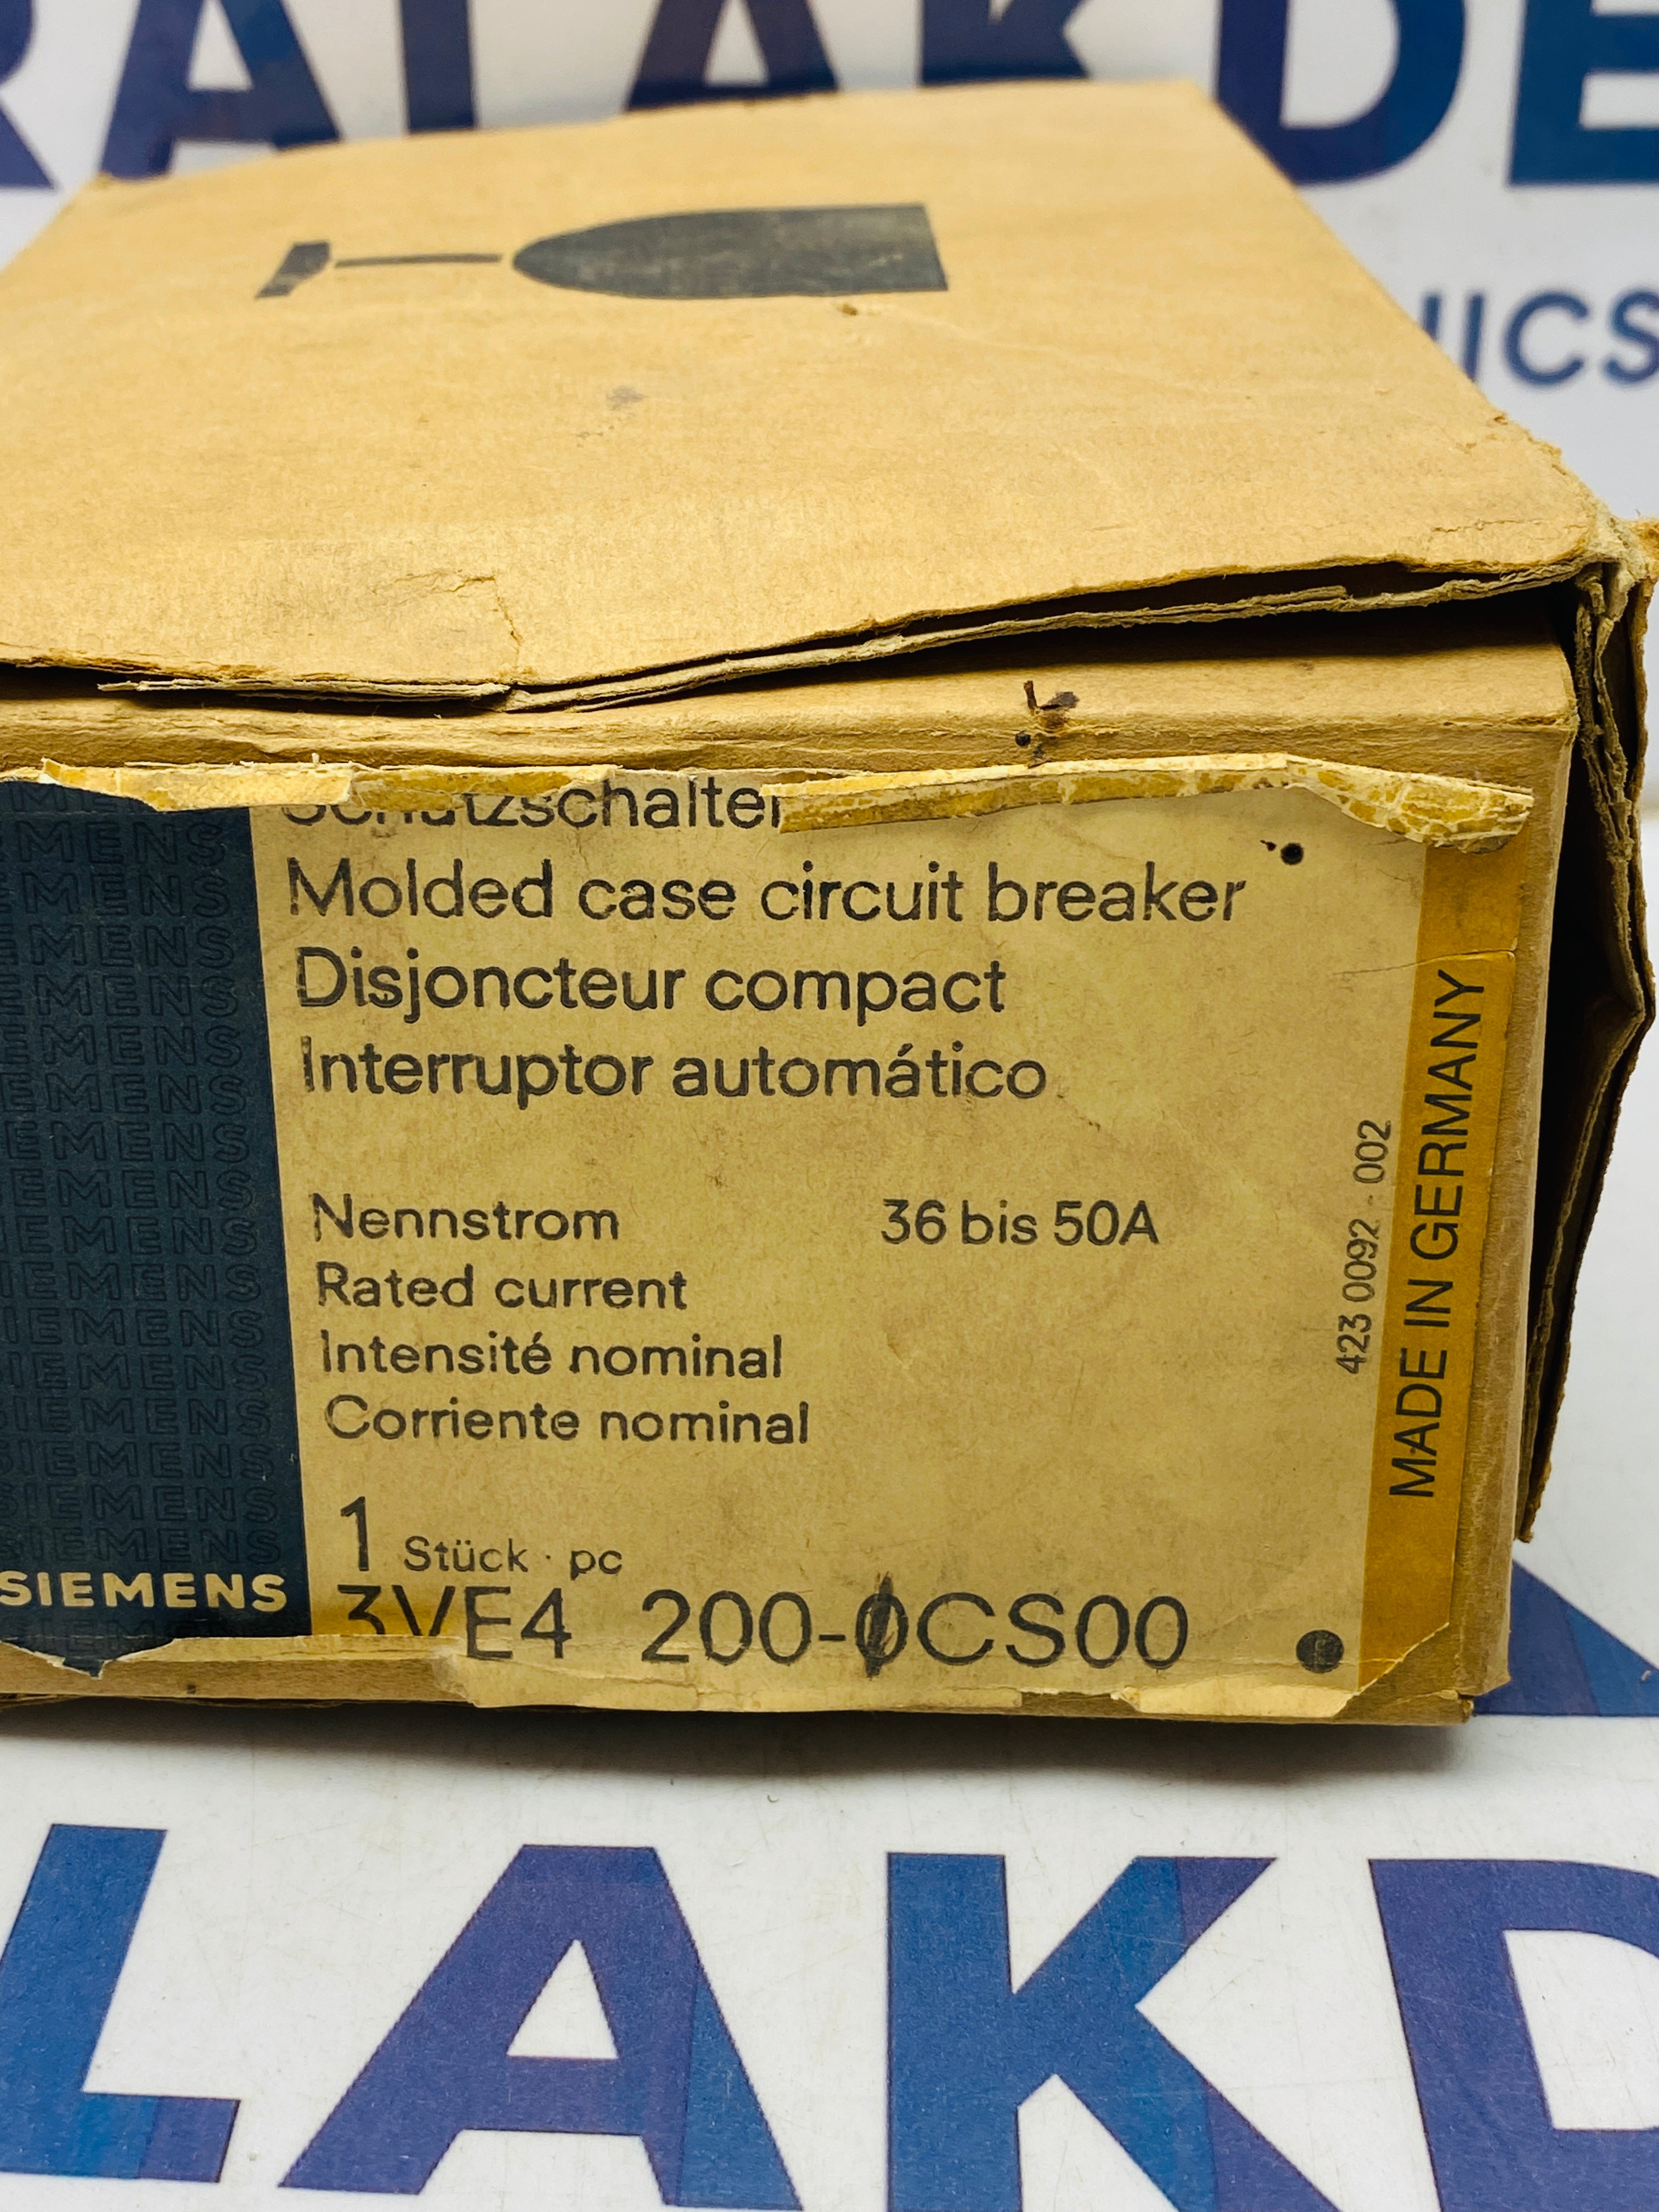 Schutzschalter
Molded case circuit breaker
Disjoncteur compact
Interruptor automático
Nennstrom 36 bis 50A
Rated current
Intensité nominal
Corriente nominal
1 Stück · pc
3VE4 200-0CS00
SIEMENS
423 0092 - 002
MADE IN GERMANY